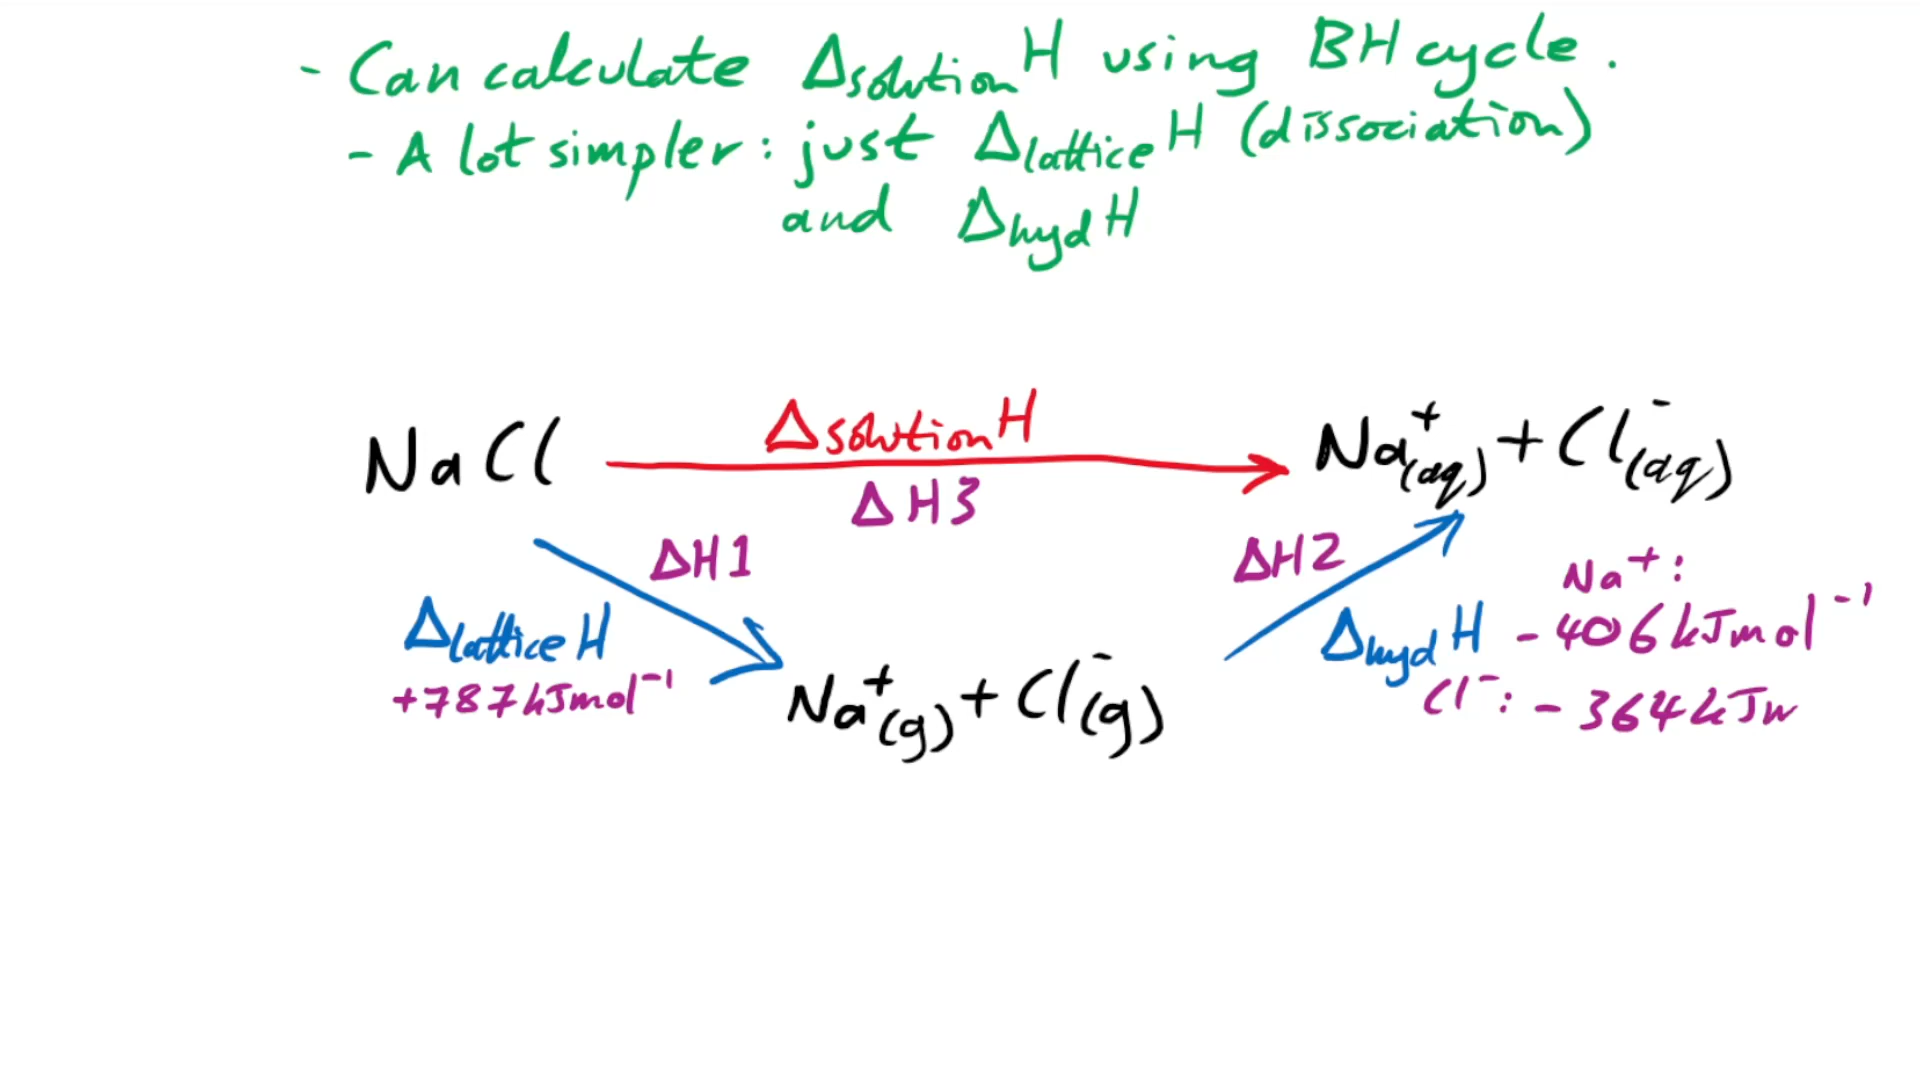 - Can calculate ΔsolutionH using BH cycle.
- A lot simpler: just ΔlatticeH (dissociation)
and ΔhydH
NaCl ΔsolutionH Na⁺(aq) + Cl⁻(aq)
ΔH3
ΔH1 ΔH2 Na⁺:
ΔlatticeH ΔhydH - 406kJmol⁻¹
+787kJmol⁻¹ Na⁺(g) + Cl⁻(g) Cl⁻: - 364kJm